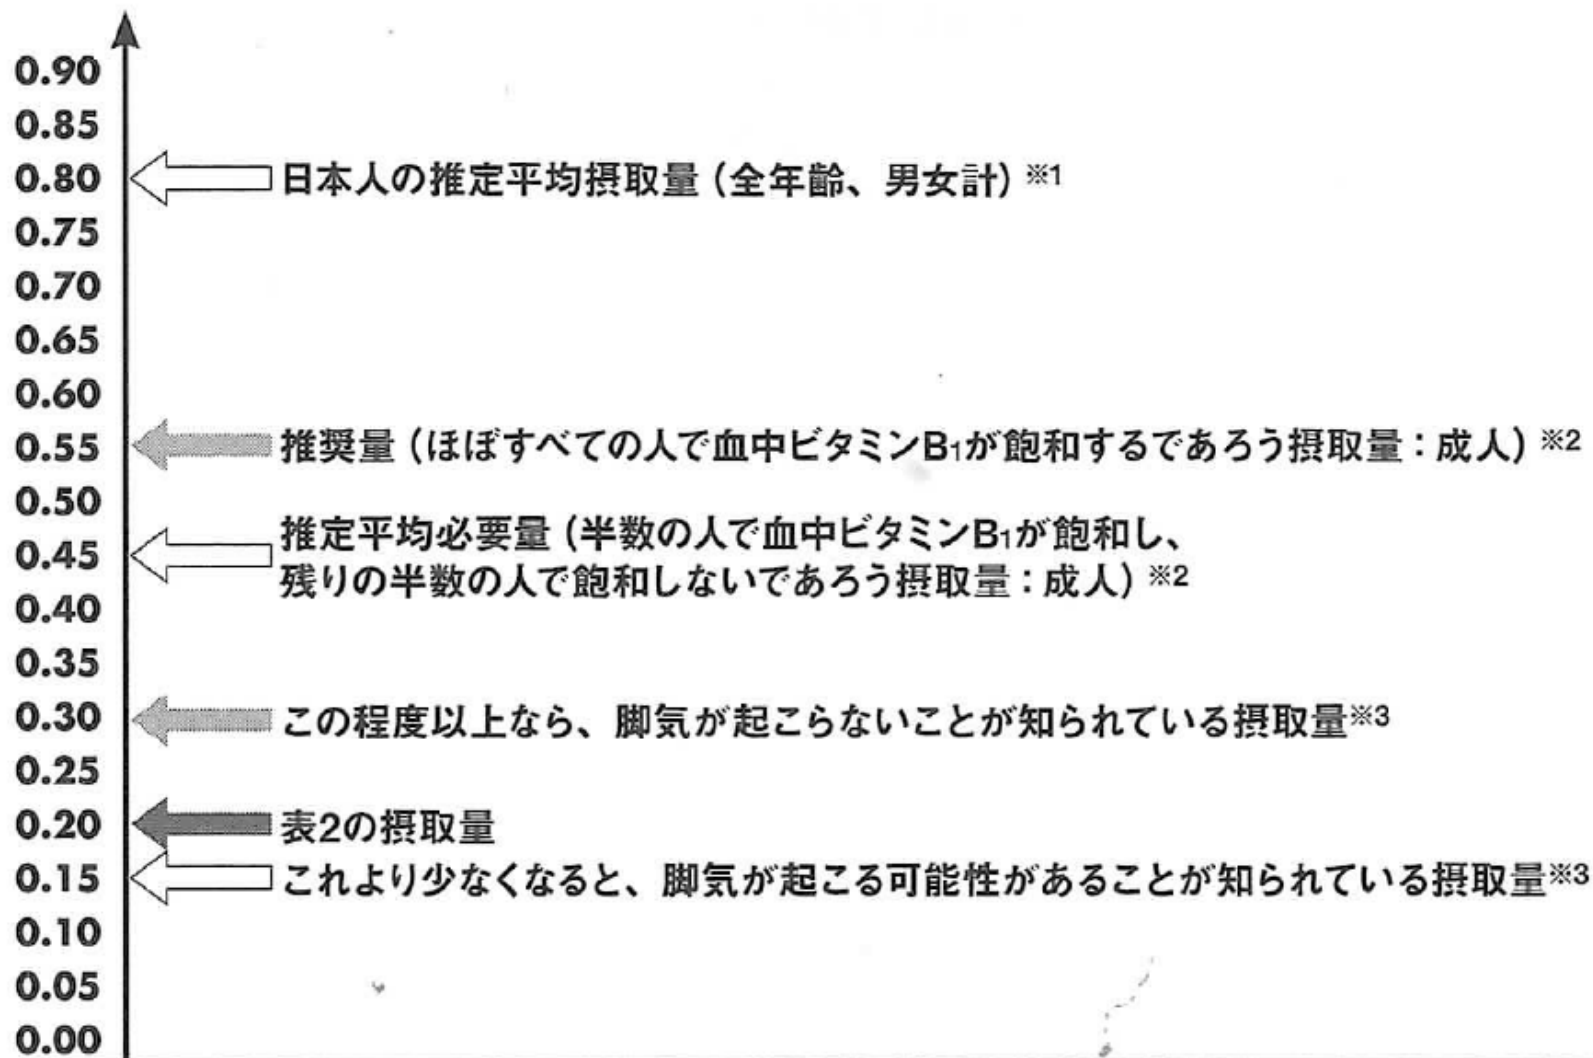 0.90
0.85
0.80 日本人の推定平均摂取量（全年齢、男女計）※1
0.75
0.70
0.65
0.60
0.55 推奨量（ほぼすべての人で血中ビタミンB₁が飽和するであろう摂取量：成人）※2
0.50
推定平均必要量（半数の人で血中ビタミンB₁が飽和し、
0.45
残りの半数の人で飽和しないであろう摂取量：成人）※2
0.40
0.35
0.30 この程度以上なら、脚気が起こらないことが知られている摂取量※3
0.25
0.20 表2の摂取量
0.15 これより少なくなると、脚気が起こる可能性があることが知られている摂取量※3
0.10
0.05
0.00